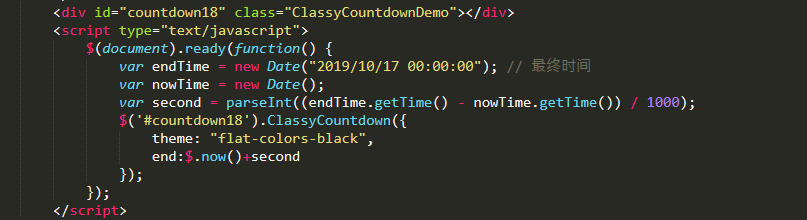 <div id="countdown18" class="ClassyCountdownDemo"></div>
<script type="text/javascript">
$(document).ready(function() {
var endTime = new Date("2019/10/17 00:00:00"); // 最终时间
var nowTime = new Date();
var second = parseInt((endTime.getTime() - nowTime.getTime()) / 1000);
$('#countdown18').ClassyCountdown({
theme: "flat-colors-black",
end:$.now()+second
});
});
</script>